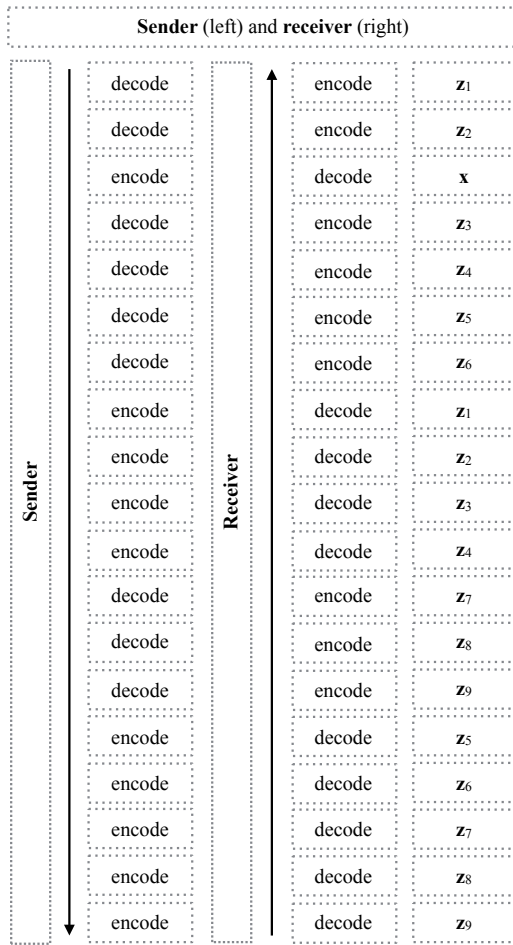 Sender (left) and receiver (right)
Sender
Receiver
decode encode z1
decode encode z2
encode decode x
decode encode z3
decode encode z4
decode encode z5
decode encode z6
encode decode z1
encode decode z2
encode decode z3
encode decode z4
decode encode z7
decode encode z8
decode encode z9
encode decode z5
encode decode z6
encode decode z7
encode decode z8
encode decode z9